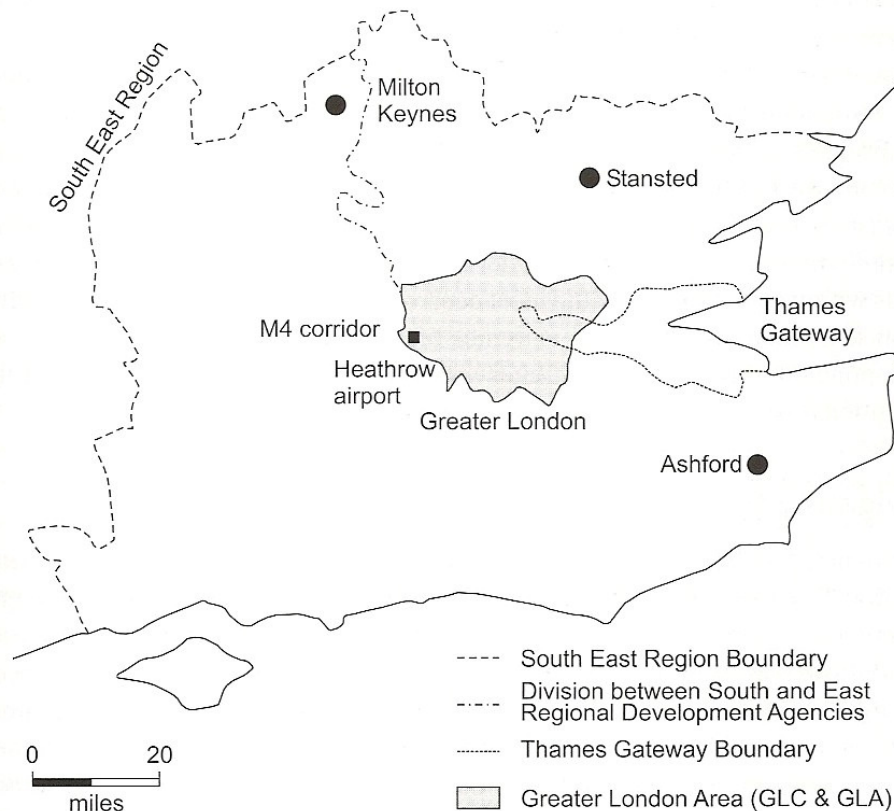 South East Region
Milton
Keynes
Stansted
M4 corridor
Heathrow
airport
Greater London
Thames
Gateway
Ashford
South East Region Boundary
Division between South and East
Regional Development Agencies
Thames Gateway Boundary
Greater London Area (GLC & GLA)
0 20
miles